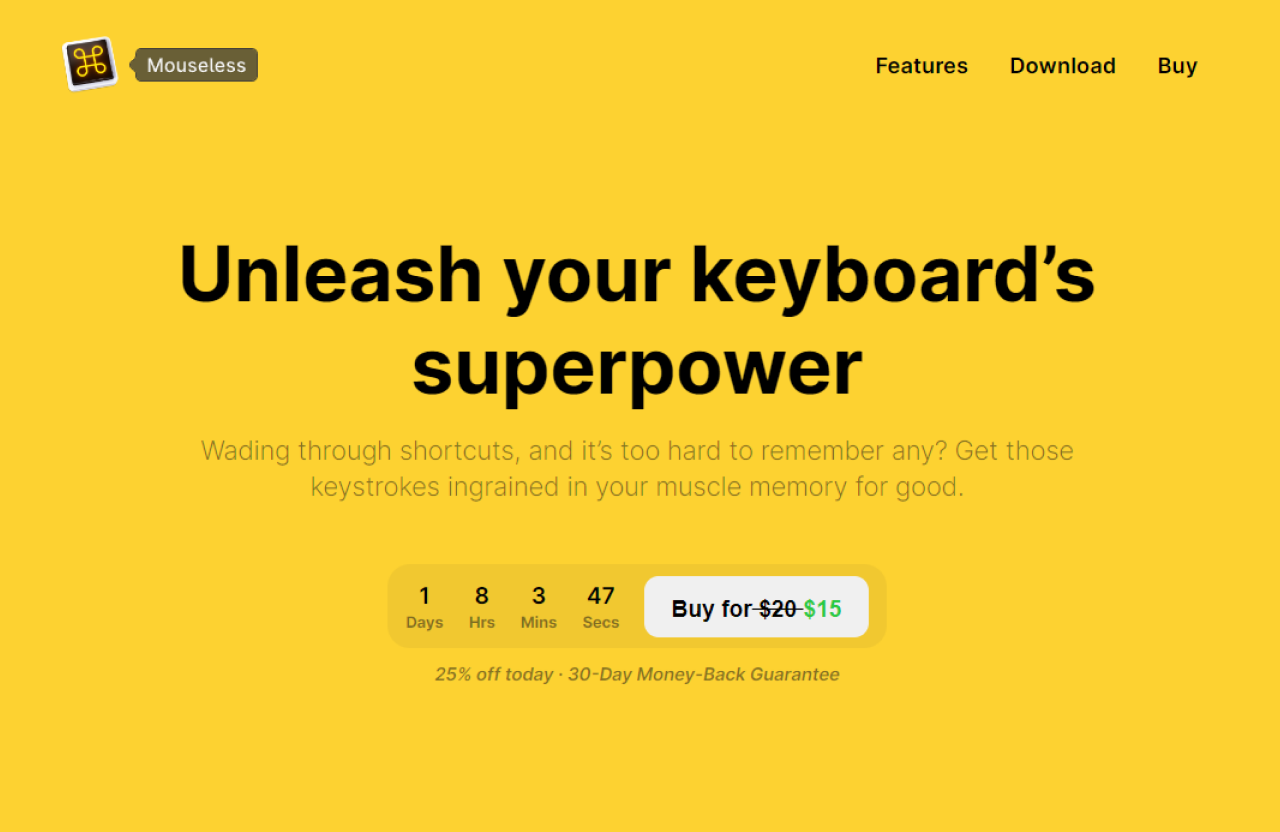 Mouseless
Features Download Buy
Unleash your keyboard’s
superpower
Wading through shortcuts, and it’s too hard to remember any? Get those
keystrokes ingrained in your muscle memory for good.
1 8 3 47
Days Hrs Mins Secs
Buy for $20 $15
25% off today · 30-Day Money-Back Guarantee